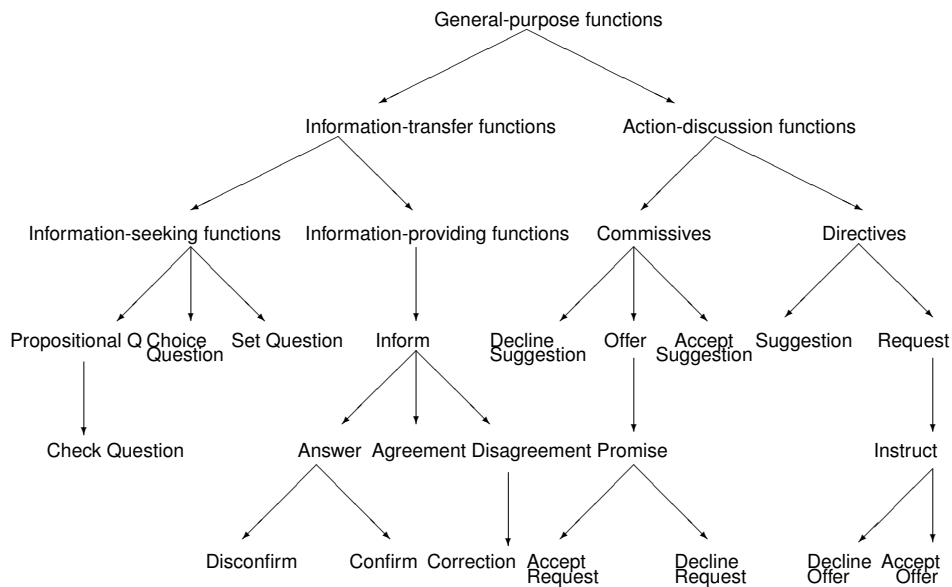 General-purpose functions
Information-transfer functions Action-discussion functions
Information-seeking functions Information-providing functions Commissives Directives
Propositional Q Choice Question Set Question Inform Decline Suggestion Offer Accept Suggestion Suggestion Request
Check Question Answer Agreement Disagreement Promise Instruct
Disconfirm Confirm Correction Accept Request Decline Request Decline Offer Accept Offer